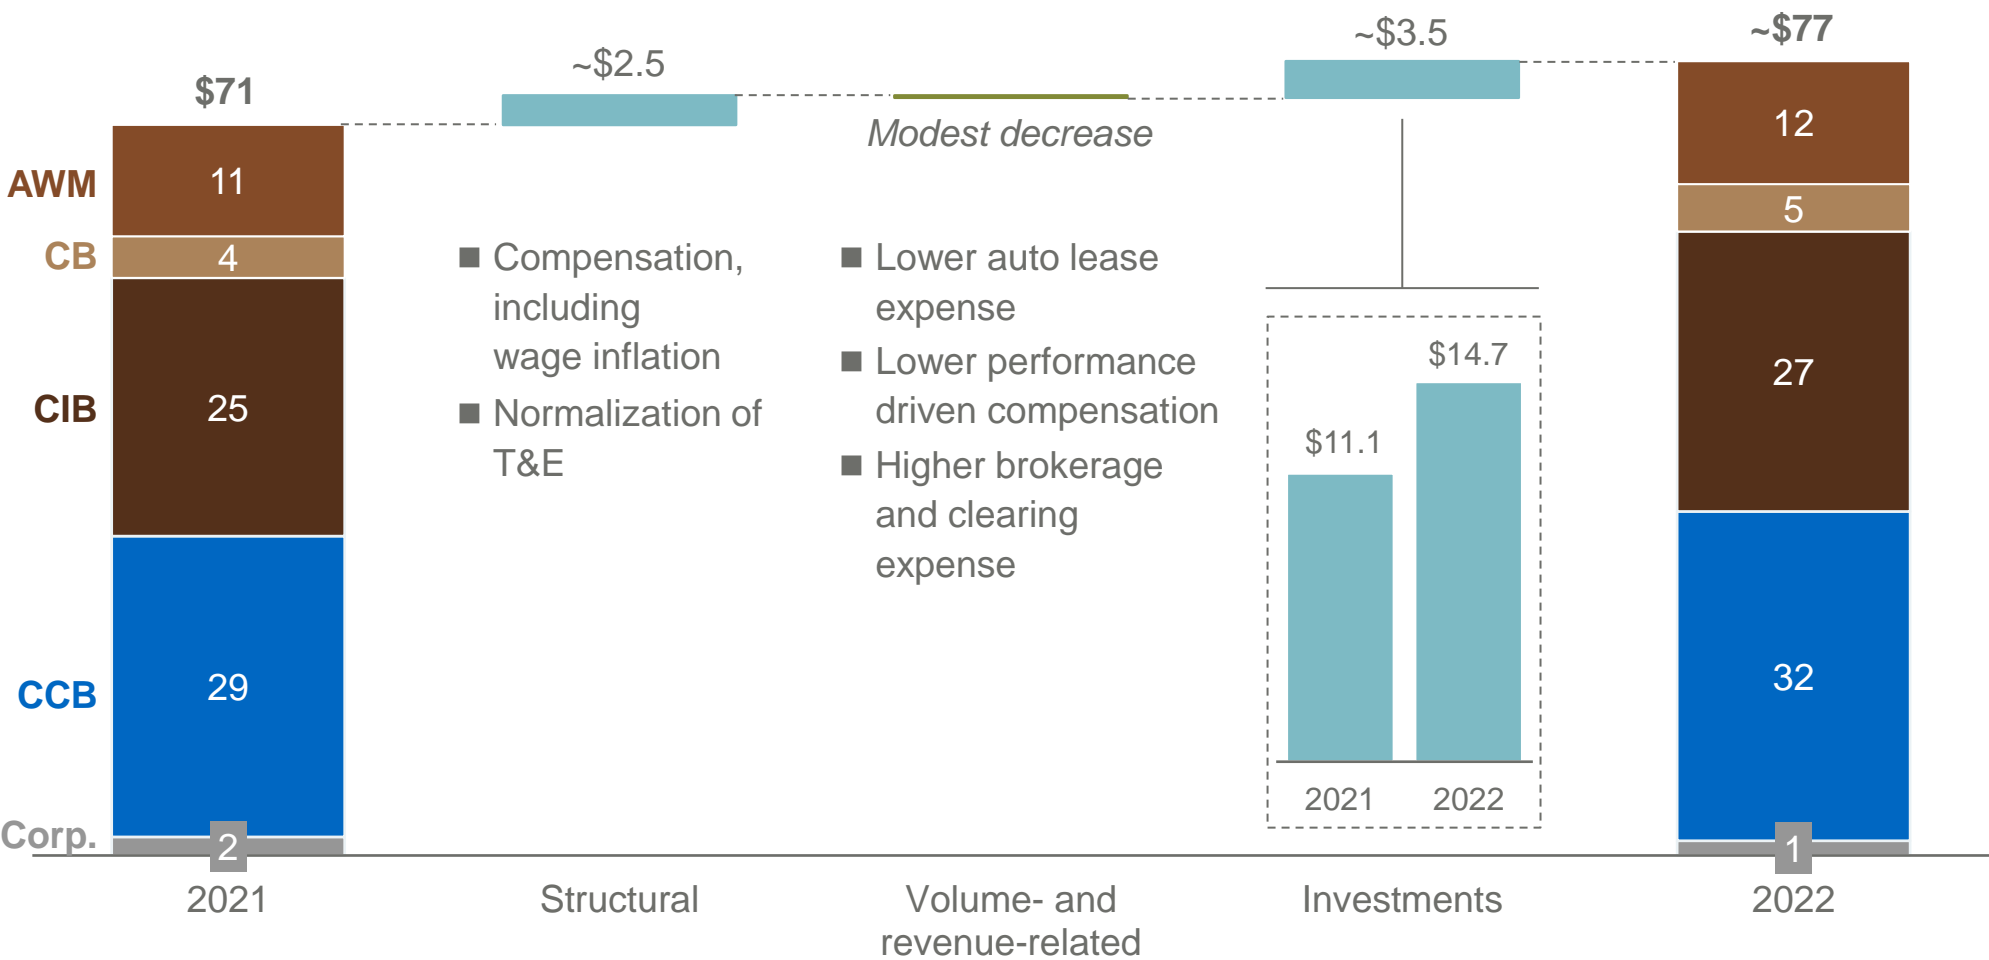 $71
~$2.5
~$3.5
~$77
AWM
11
12
CB
4
5
CIB
25
27
CCB
29
32
Corp.
2
1
Modest decrease
■ Compensation,
including
wage inflation
■ Normalization of
T&E
■ Lower auto lease
expense
■ Lower performance
driven compensation
■ Higher brokerage
and clearing
expense
$11.1
$14.7
2021
2022
2021
Structural
Volume- and
revenue-related
Investments
2022